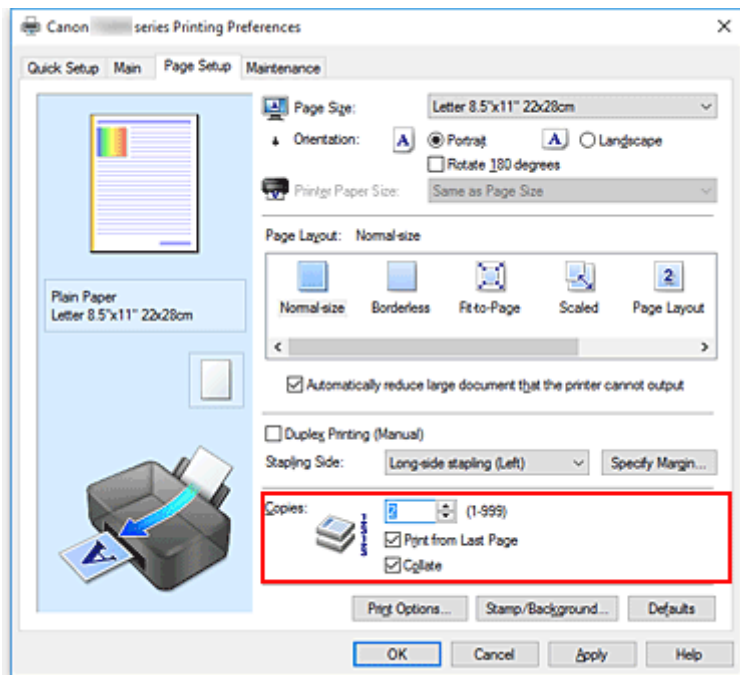 Canon series Printing Preferences
Quick Setup Main Page Setup Maintenance
Page Size: Letter 8.5"x11" 22x28cm
Orientation: A Portrait A Landscape
Rotate 180 degrees
Printer Paper Size: Same as Page Size
Page Layout: Normal-size
2
Normal-size Borderless Fit-to-Page Scaled Page Layout
Plain Paper
Letter 8.5"x11" 22x28cm
Automatically reduce large document that the printer cannot output
Duplex Printing (Manual)
Stapling Side: Long-side stapling (Left) Specify Margin...
Copies: 2 (1-999)
Print from Last Page
Collate
A
Print Options... Stamp/Background... Defaults
OK Cancel Apply Help